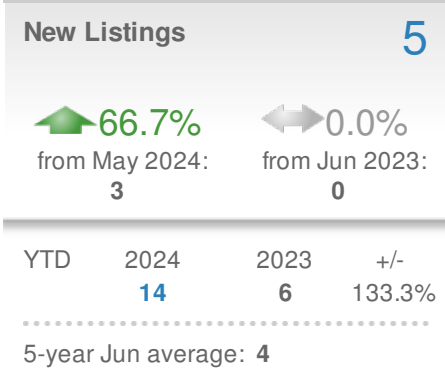 New Listings 5
66.7% 0.0%
from May 2024: from Jun 2023:
3 0
YTD 2024 2023 +/-
14 6 133.3%
5-year Jun average: 4